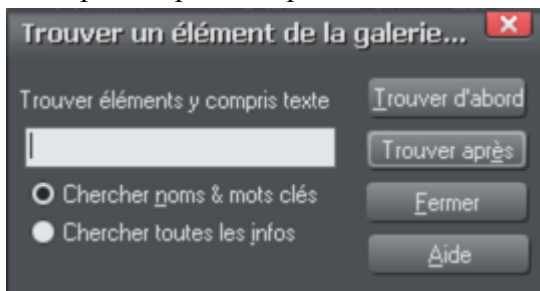 Trouver un élément de la galerie...
Trouver éléments y compris texte
Trouver d'abord
Trouver après
Chercher noms & mots clés
Fermer
Chercher toutes les infos
Aide